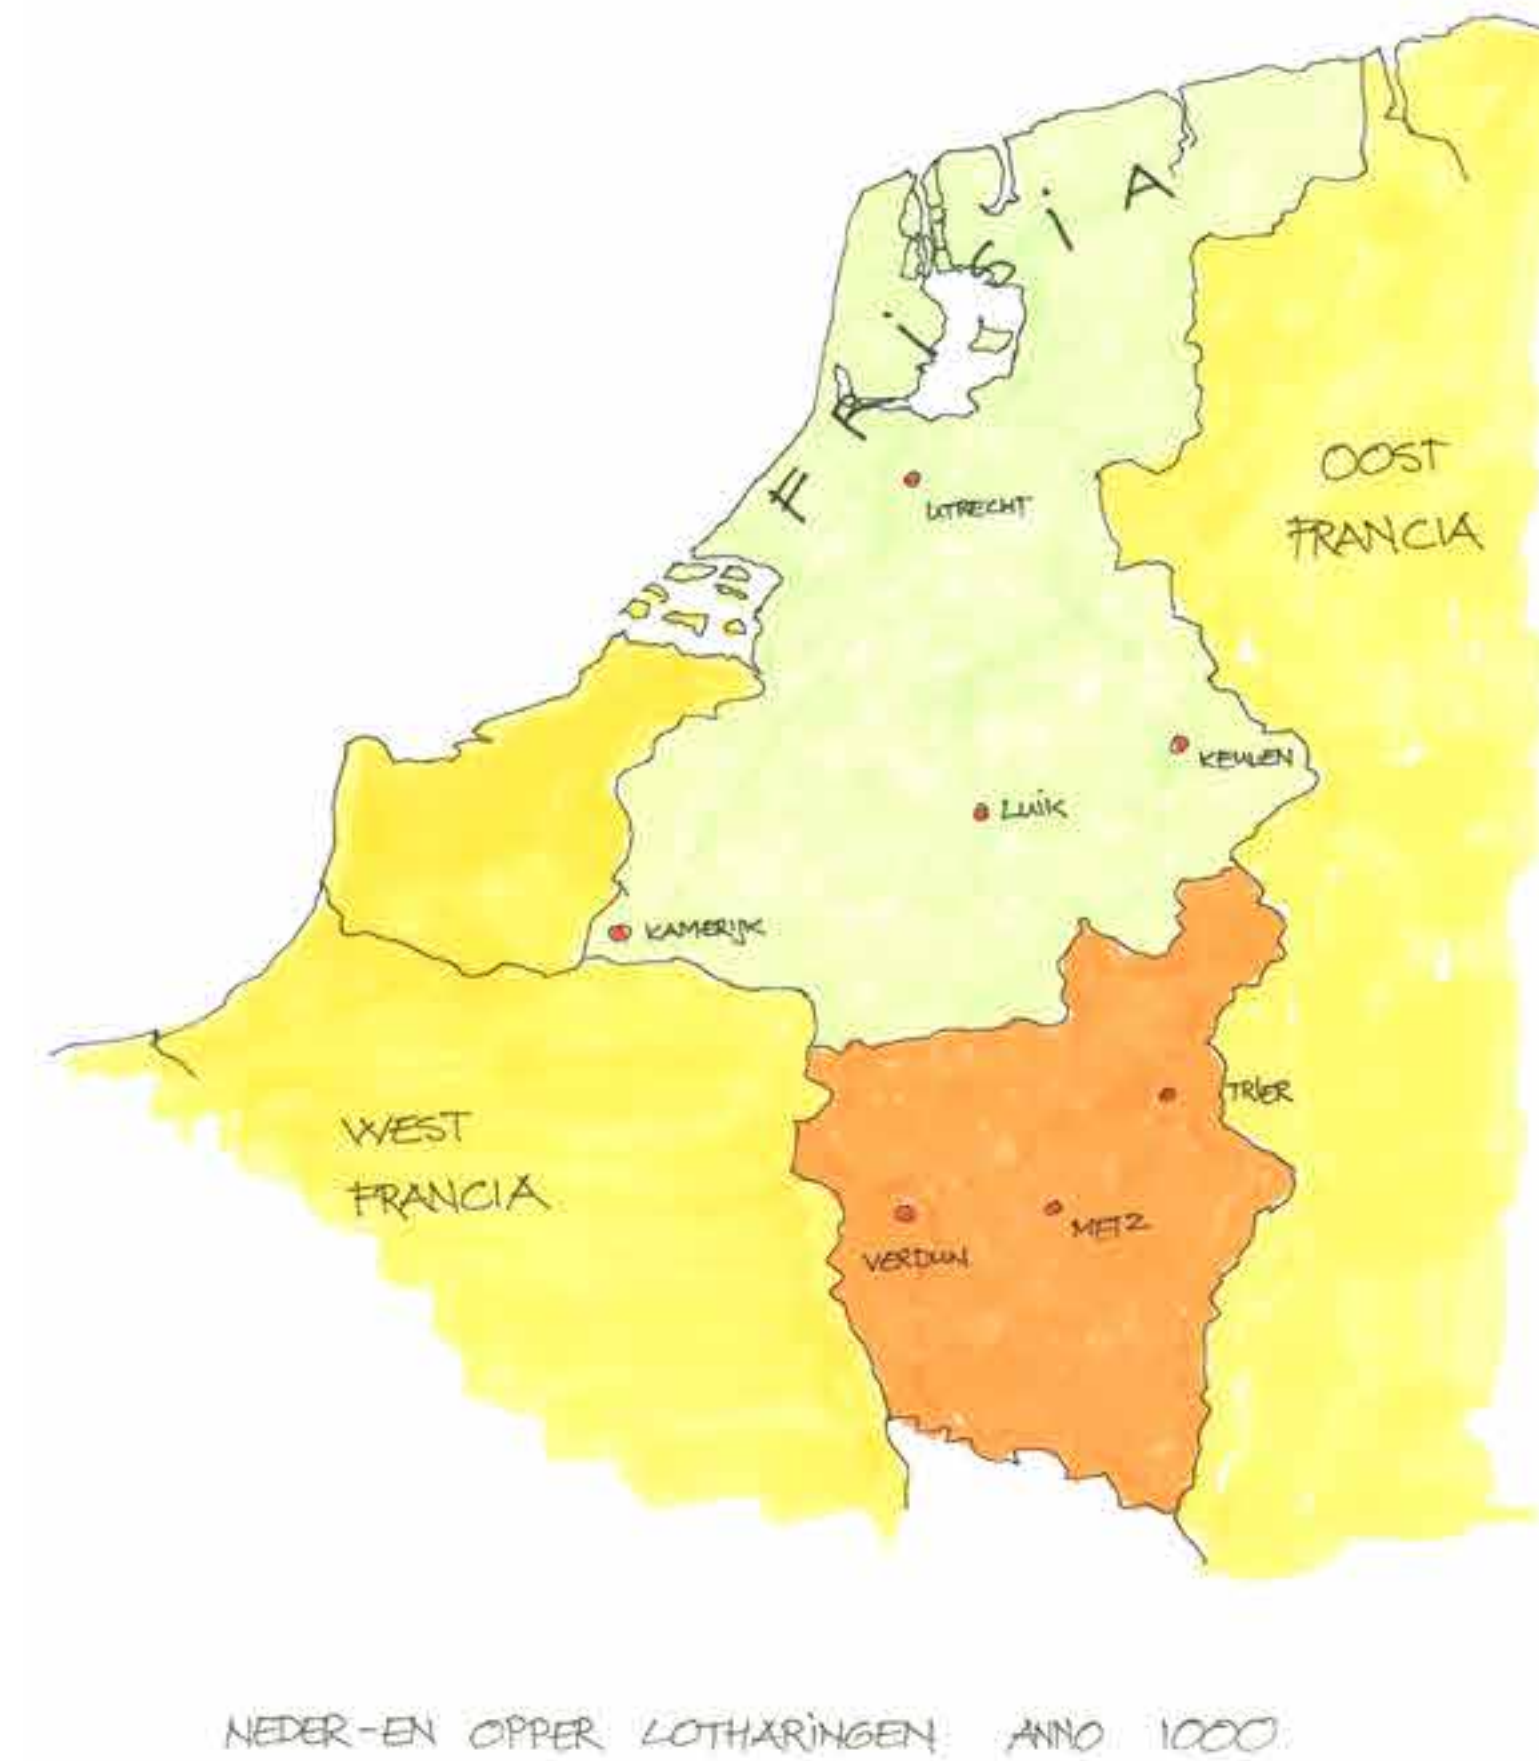 FRISIA
OOST
FRANCIA
UTRECHT
KEULEN
LUIK
KAMERIJK
WEST
FRANCIA
TRIER
METZ
VERDUN
NEDER-EN OPPER LOTHARINGEN ANNO 1000